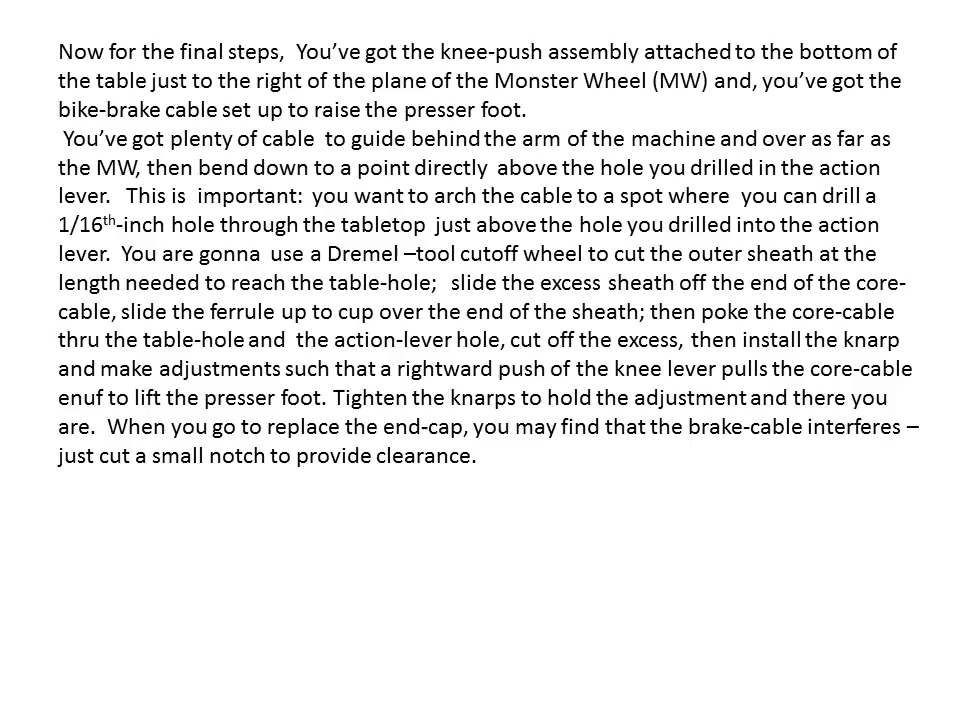 Now for the final steps,  You’ve got the knee-push assembly attached to the bottom of
the table just to the right of the plane of the Monster Wheel (MW) and, you’ve got the
bike-brake cable set up to raise the presser foot.
You’ve got plenty of cable  to guide behind the arm of the machine and over as far as
the MW, then bend down to a point directly  above the hole you drilled in the action
lever.   This is  important:  you want to arch the cable to a spot where  you can drill a
1/16th-inch hole through the tabletop  just above the hole you drilled into the action
lever.  You are gonna  use a Dremel –tool cutoff wheel to cut the outer sheath at the
length needed to reach the table-hole;   slide the excess sheath off the end of the core-
cable, slide the ferrule up to cup over the end of the sheath; then poke the core-cable
thru the table-hole and  the action-lever hole, cut off the excess, then install the knarp
and make adjustments such that a rightward push of the knee lever pulls the core-cable
enuf to lift the presser foot. Tighten the knarps to hold the adjustment and there you
are.  When you go to replace the end-cap, you may find that the brake-cable interferes –
just cut a small notch to provide clearance.